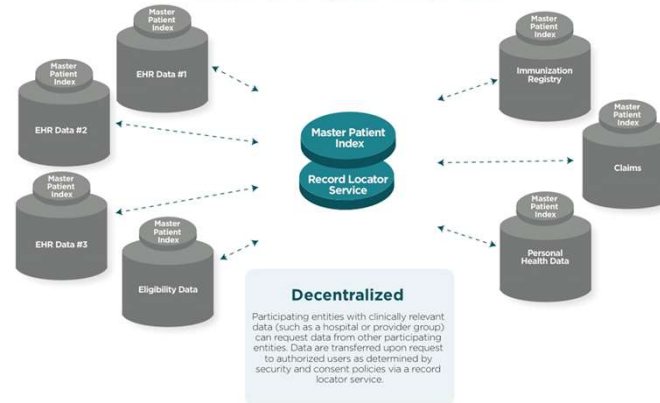 Master
Patient
Index
EHR Data #1
Master
Patient
Index
EHR Data #2
Master
Patient
Index
EHR Data #3
Master
Patient
Index
Eligibility Data
Master Patient
Index
Record Locator
Service
Master
Patient
Index
Immunization
Registry
Master
Patient
Index
Claims
Master
Patient
Index
Personal
Health Data
Decentralized
Participating entities with clinically relevant
data (such as a hospital or provider group)
can request data from other participating
entities. Data are transferred upon request
to authorized users as determined by
security and consent policies via a record
locator service.